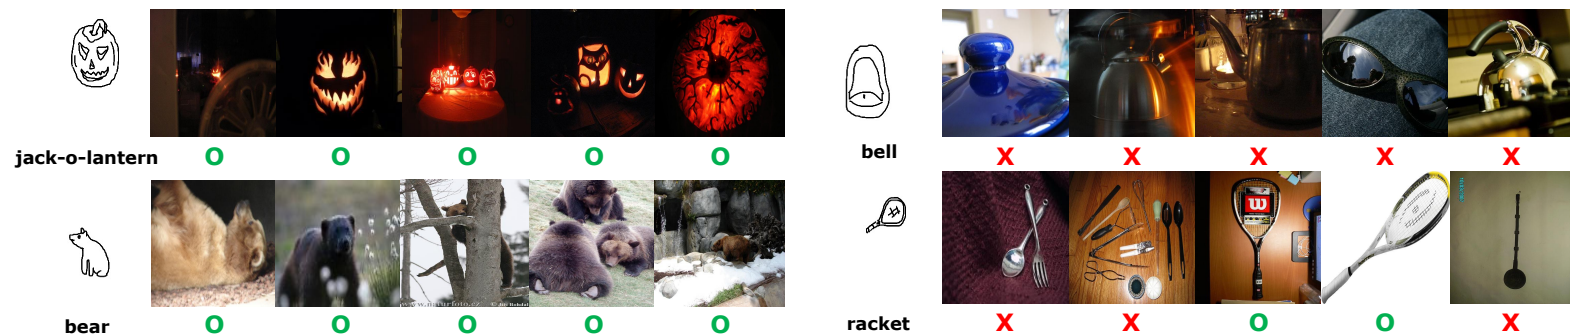 jack-o-lantern
O O O O O
bell
X X X X X
bear
O O O O O
racket
X X O O X
W